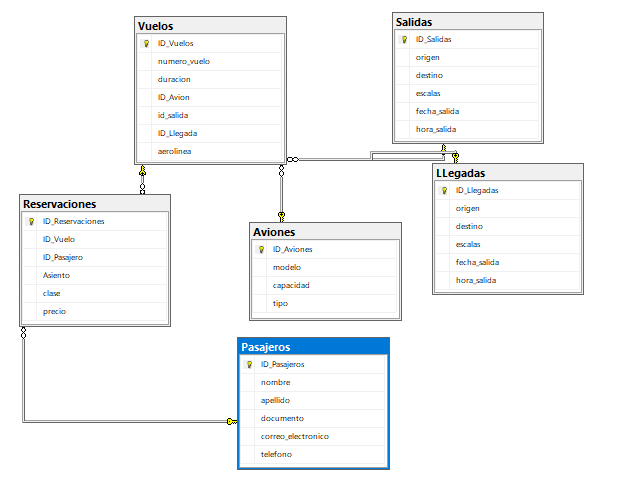 Vuelos
ID_Vuelos
numero_vuelo
duracion
ID_Avion
id_salida
ID_Llegada
aerolinea
Salidas
ID_Salidas
origen
destino
escalas
fecha_salida
hora_salida
LLegadas
ID_Llegadas
origen
destino
escalas
fecha_salida
hora_salida
Reservaciones
ID_Reservaciones
ID_Vuelo
ID_Pasajero
Asiento
clase
precio
Aviones
ID_Aviones
modelo
capacidad
tipo
Pasajeros
ID_Pasajeros
nombre
apellido
documento
correo_electronico
telefono